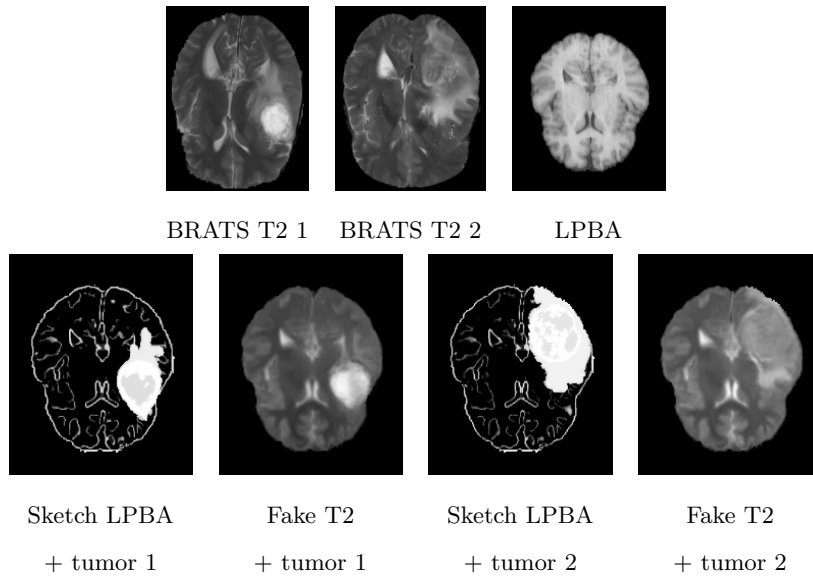 BRATS T2 1 BRATS T2 2 LPBA
Sketch LPBA Fake T2 Sketch LPBA Fake T2
+ tumor 1 + tumor 1 + tumor 2 + tumor 2